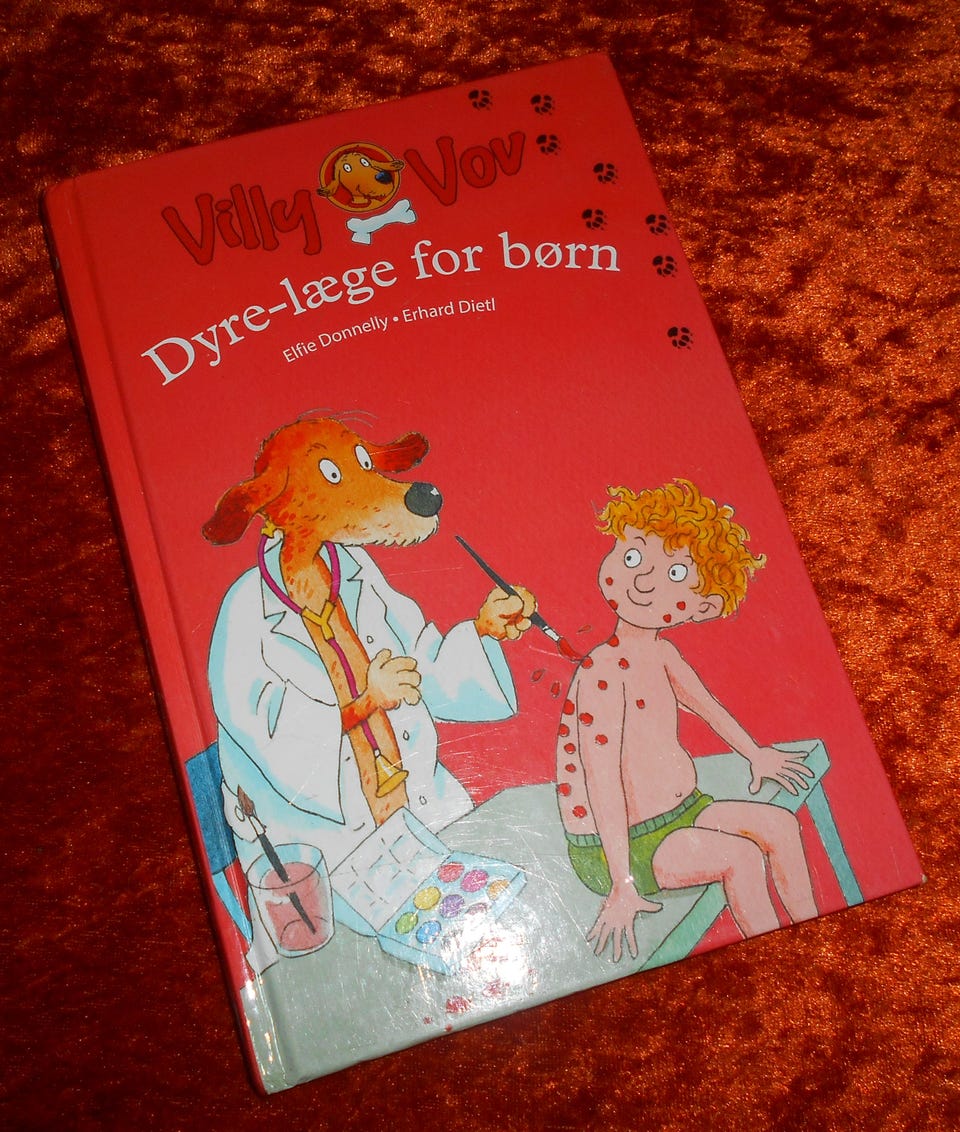 Villy Vov
Dyre-læge for børn
Elfie Donnelly • Erhard Dietl